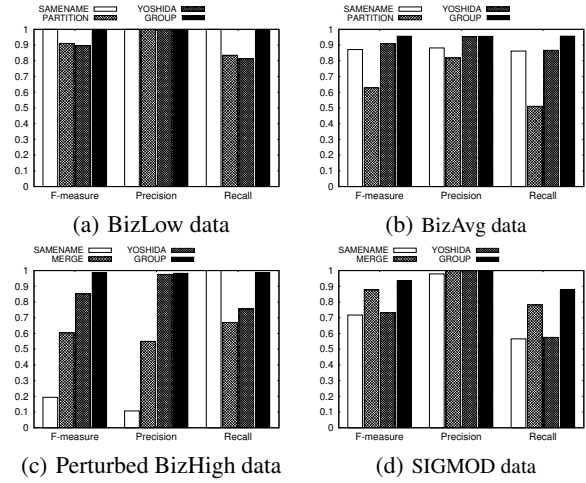 SAMENAME YOSHIDA
PARTITION GROUP
1
0.9
0.8
0.7
0.6
0.5
0.4
0.3
0.2
0.1
0
F-measure Precision Recall
(a) BizLow data
SAMENAME YOSHIDA
PARTITION GROUP
1
0.9
0.8
0.7
0.6
0.5
0.4
0.3
0.2
0.1
0
F-measure Precision Recall
(b) BizAvg data
SAMENAME YOSHIDA
MERGE GROUP
1
0.9
0.8
0.7
0.6
0.5
0.4
0.3
0.2
0.1
0
F-measure Precision Recall
(c) Perturbed BizHigh data
SAMENAME YOSHIDA
MERGE GROUP
1
0.9
0.8
0.7
0.6
0.5
0.4
0.3
0.2
0.1
0
F-measure Precision Recall
(d) SIGMOD data